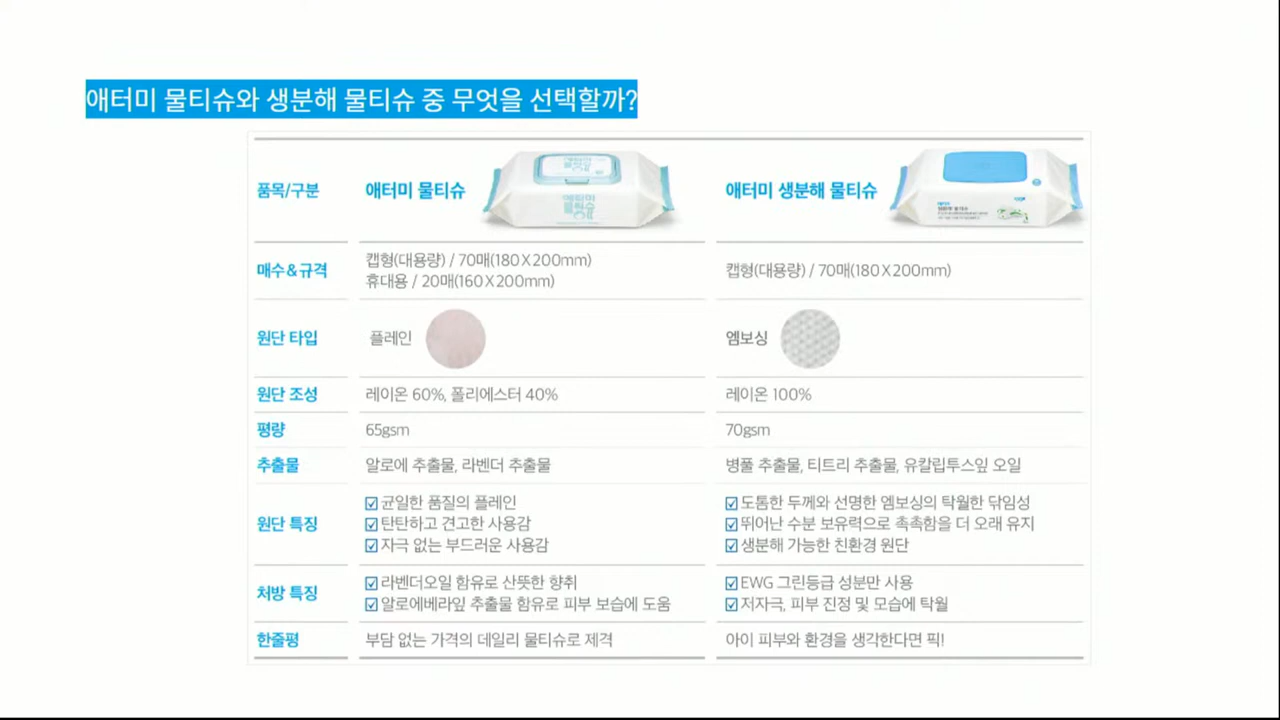 애터미 물티슈와 생분해 물티슈 중 무엇을 선택할까?
품목/구분
애터미 물티슈
애터미 생분해 물티슈
매수&규격
캡형(대용량) / 70매(180X200mm)
휴대용 / 20매(160X200mm)
캡형(대용량) / 70매(180X200mm)
원단 타입
플레인
엠보싱
원단 조성
레이온 60%, 폴리에스터 40%
레이온 100%
평량
65gsm
70gsm
추출물
알로에 추출물, 라벤더 추출물
병풀 추출물, 티트리 추출물, 유칼립투스잎 오일
원단 특징
균일한 품질의 플레인
탄탄하고 견고한 사용감
자극 없는 부드러운 사용감
도톰한 두께와 선명한 엠보싱의 탁월한 닦임성
뛰어난 수분 보유력으로 촉촉함을 더 오래 유지
생분해 가능한 친환경 원단
처방 특징
라벤더오일 함유로 산뜻한 향취
알로에베라잎 추출물 함유로 피부 보습에 도움
EWG 그린등급 성분만 사용
저자극, 피부 진정 및 모습에 탁월
한줄평
부담 없는 가격의 데일리 물티슈로 제격
아이 피부와 환경을 생각한다면 픽!